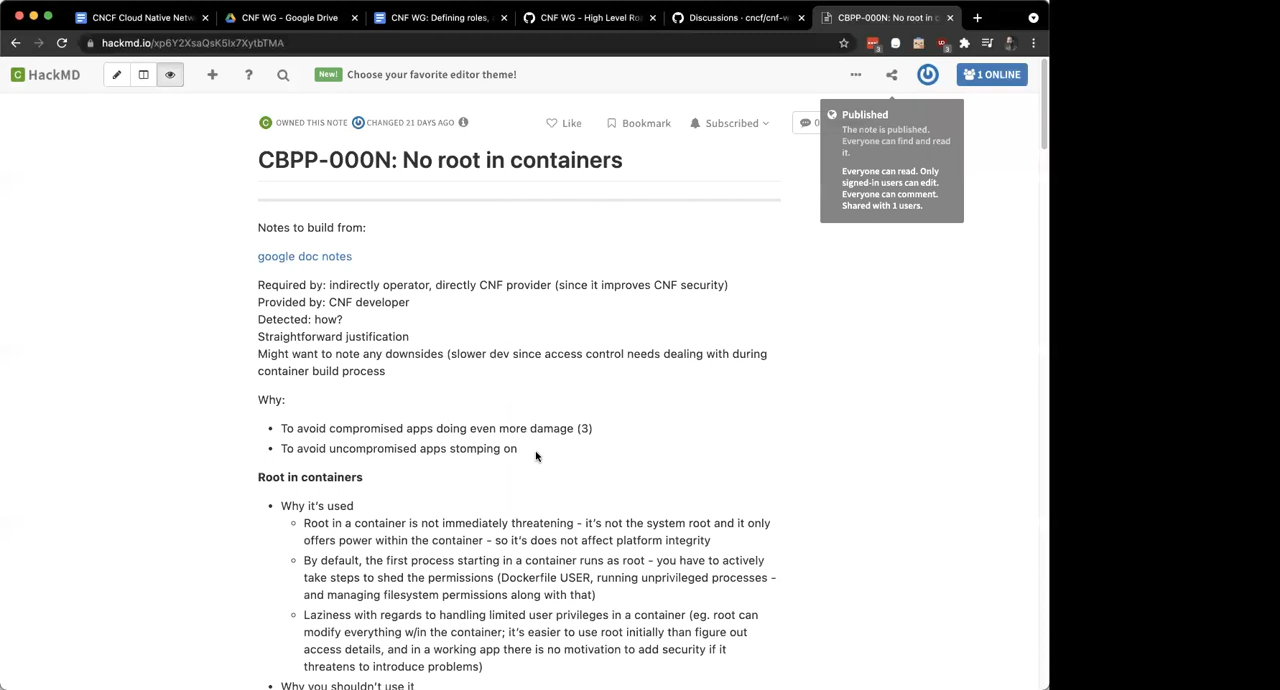 CNCF Cloud Native Netw
CNF WG - Google Drive
CNF WG: Defining roles,
CNF WG - High Level Ro
Discussions · cncf/cnf-w
CBPP-000N: No root in c
hackmd.io/xp6Y2XsaQsK5lx7XytbTMA
3
3
HackMD
New!
Choose your favorite editor theme!
1 ONLINE
OWNED THIS NOTE
CHANGED 21 DAYS AGO
Like
Bookmark
Subscribed
0
Published
The note is published.
Everyone can find and read
it.
Everyone can read. Only
signed-in users can edit.
Everyone can comment.
Shared with 1 users.
CBPP-000N: No root in containers
Notes to build from:
google doc notes
Required by: indirectly operator, directly CNF provider (since it improves CNF security)
Provided by: CNF developer
Detected: how?
Straightforward justification
Might want to note any downsides (slower dev since access control needs dealing with during
container build process
Why:
• To avoid compromised apps doing even more damage (3)
• To avoid uncompromised apps stomping on
Root in containers
• Why it's used
◦ Root in a container is not immediately threatening - it's not the system root and it only
offers power within the container - so it's does not affect platform integrity
◦ By default, the first process starting in a container runs as root - you have to actively
take steps to shed the permissions (Dockerfile USER, running unprivileged processes -
and managing filesystem permissions along with that)
◦ Laziness with regards to handling limited user privileges in a container (eg. root can
modify everything w/in the container; it's easier to use root initially than figure out
access details, and in a working app there is no motivation to add security if it
threatens to introduce problems)
• Why you shouldn't use it